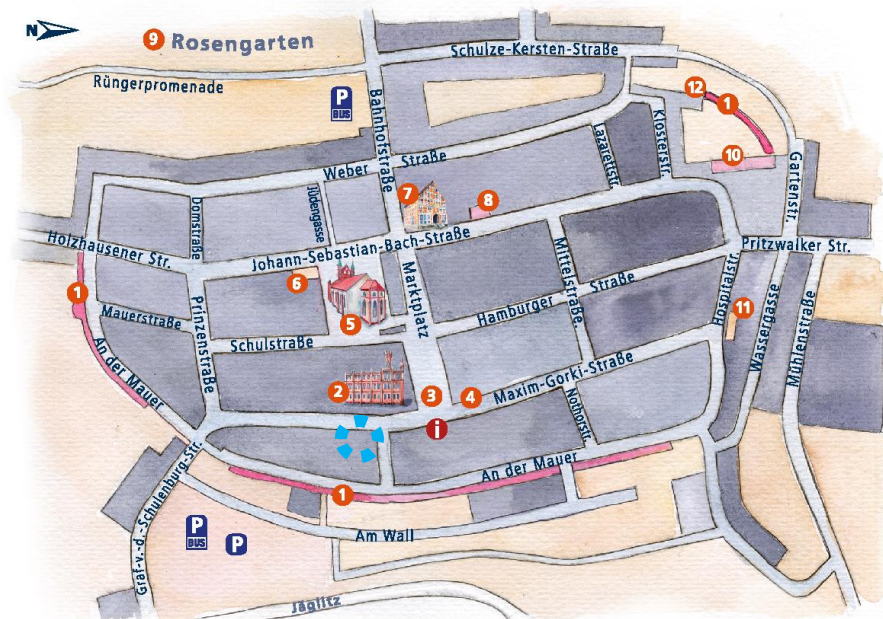 N
9 Rosengarten
Schulze-Kersten-Straße
Rüngerpromenade
P
BUS
Bahnhofstraße
12
1
10
Lazarettstr.
Klosterstr.
Gartenstr.
Weber Straße
7
8
Domstraße
Jüdengasse
Johann-Sebastian-Bach-Straße
Holzhausener Str.
Pritzwalker Str.
6
Marktplatz
Mittelstraße
1
Prinzenstraße
Mauerstraße
5
Hamburger Straße
Hospitalstr.
11
Wassergasse
Mühlenstraße
Schulstraße
An der Mauer
2
3
4
Maxim-Gorki-Straße
Nothorstr.
i
An der Mauer
1
Graf-v.-d.-Schulenburg-Str.
P
BUS
P
Am Wall
Jäglitz